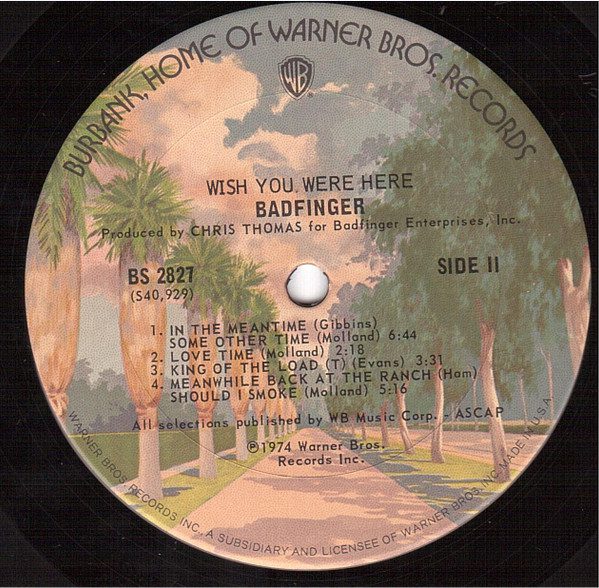 BURBANK, HOME OF WARNER BROS. RECORDS
WB
WISH YOU WERE HERE
BADFINGER
Produced by CHRIS THOMAS for Badfinger Enterprises, Inc.
BS 2827
(S40,929)
SIDE II
1. IN THE MEANTIME (Gibbins)
SOME OTHER TIME (Molland) 6:44
2. LOVE TIME (Molland) 2:18
3. KING OF THE LOAD (T) (Evans) 3:31
4. MEANWHILE BACK AT THE RANCH (Ham)
SHOULD I SMOKE (Molland) 5:16
All selections published by WB Music Corp. - ASCAP
℗1974 Warner Bros.
Records Inc.
WARNER BROS. RECORDS INC. A SUBSIDIARY AND LICENSEE OF WARNER BROS. INC. MADE IN U.S.A.